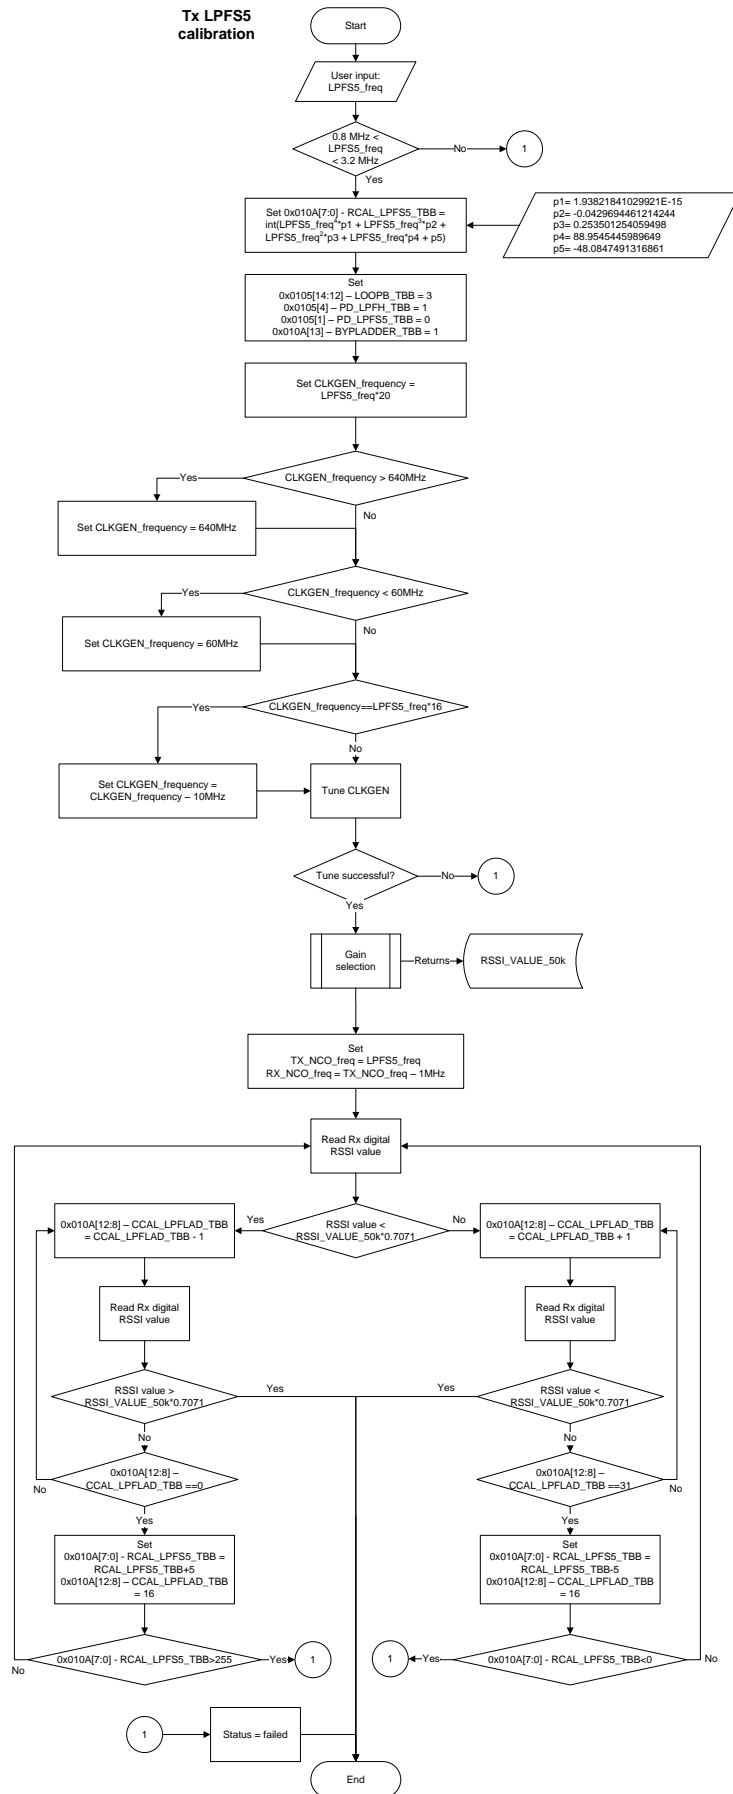 Tx LPFS5
calibration
Start
User input:
LPFS5_freq
0.8 MHz <
LPFS5_freq
< 3.2 MHz
No
1
Yes
Set 0x010A[7:0] - RCAL_LPFS5_TBB =
int(LPFS5_freq⁴*p1 + LPFS5_freq³*p2 +
LPFS5_freq²*p3 + LPFS5_freq*p4 + p5)
p1= 1.93821841029921E-15
p2= -0.0429694461214244
p3= 0.253501254059498
p4= 88.9545445989649
p5= -48.0847491316861
Set
0x0105[14:12] – LOOPB_TBB = 3
0x0105[4] – PD_LPFH_TBB = 1
0x0105[1] – PD_LPFS5_TBB = 0
0x010A[13] – BYPLADDER_TBB = 1
Set CLKGEN_frequency =
LPFS5_freq*20
CLKGEN_frequency > 640MHz
Yes
No
Set CLKGEN_frequency = 640MHz
CLKGEN_frequency < 60MHz
Yes
No
Set CLKGEN_frequency = 60MHz
CLKGEN_frequency==LPFS5_freq*16
Yes
No
Set CLKGEN_frequency =
CLKGEN_frequency – 10MHz
Tune CLKGEN
Tune successful?
No
1
Yes
Gain
selection
Returns
RSSI_VALUE_50k
Set
TX_NCO_freq = LPFS5_freq
RX_NCO_freq = TX_NCO_freq – 1MHz
Read Rx digital
RSSI value
RSSI value <
RSSI_VALUE_50k*0.7071
Yes
No
0x010A[12:8] – CCAL_LPFLAD_TBB
= CCAL_LPFLAD_TBB - 1
0x010A[12:8] – CCAL_LPFLAD_TBB
= CCAL_LPFLAD_TBB + 1
Read Rx digital
RSSI value
Read Rx digital
RSSI value
RSSI value >
RSSI_VALUE_50k*0.7071
Yes
Yes
RSSI value <
RSSI_VALUE_50k*0.7071
No
No
0x010A[12:8] –
CCAL_LPFLAD_TBB ==0
No
0x010A[12:8] –
CCAL_LPFLAD_TBB ==31
No
Yes
Yes
Set
0x010A[7:0] - RCAL_LPFS5_TBB =
RCAL_LPFS5_TBB+5
0x010A[12:8] – CCAL_LPFLAD_TBB
= 16
Set
0x010A[7:0] - RCAL_LPFS5_TBB =
RCAL_LPFS5_TBB-5
0x010A[12:8] – CCAL_LPFLAD_TBB
= 16
No
0x010A[7:0] - RCAL_LPFS5_TBB>255
Yes
1
1
Yes
0x010A[7:0] - RCAL_LPFS5_TBB<0
No
1
Status = failed
End